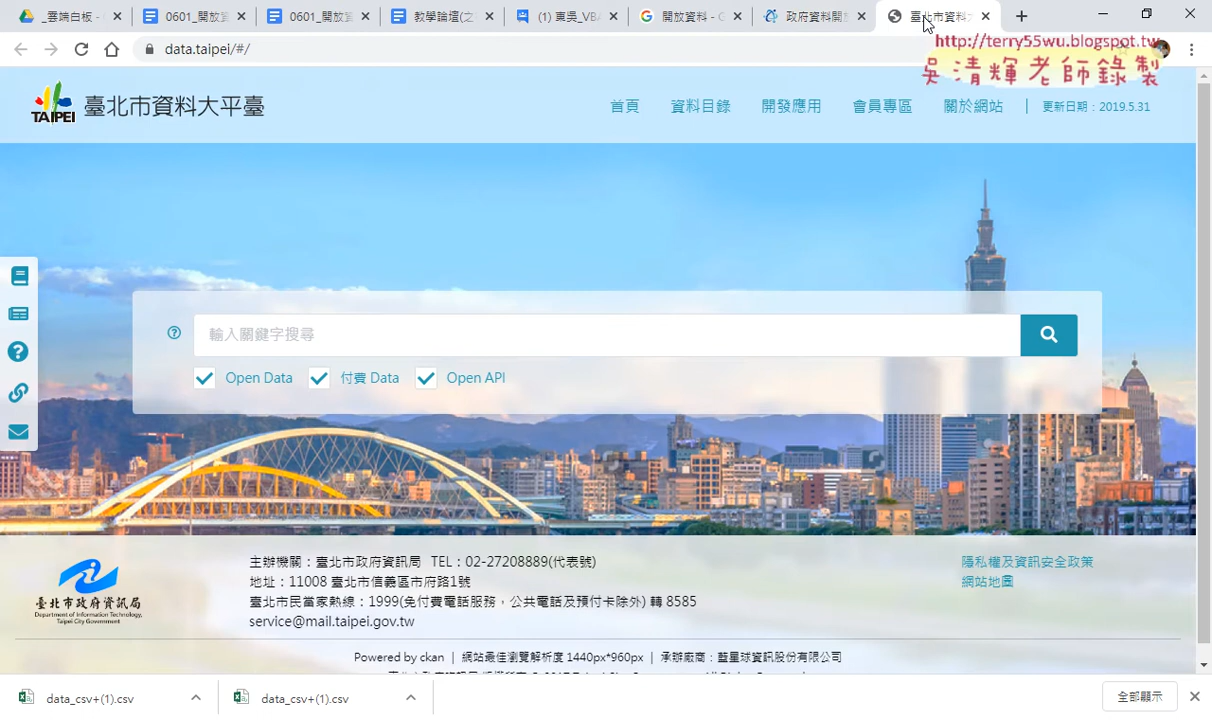 _雲端白板 -
0601_開放資
0601_開放資
教學論壇(之
(1) 東吳_VBA
開放資料 - G
政府資料開
臺北市資料大
data.taipei/#/
http://terry55wu.blogspot.tw
吳清輝老師錄製
TAIPEI 臺北市資料大平臺
首頁 資料目錄 開發應用 會員專區 關於網站 | 更新日期：2019.5.31
輸入關鍵字搜尋
Open Data 付費 Data Open API
主辦機關：臺北市政府資訊局 TEL：02-27208889(代表號)
地址：11008 臺北市信義區市府路1號
臺北市民當家熱線：1999(免付費電話服務，公共電話及預付卡除外) 轉 8585
service@mail.taipei.gov.tw
隱私權及資訊安全政策
網站地圖
臺北市政府資訊局
Department of Information Technology,
Taipei City Government
Powered by ckan | 網站最佳瀏覽解析度 1440px*960px | 承辦廠商：藍星球資訊股份有限公司
data_csv+(1).csv
data_csv+(1).csv
全部顯示